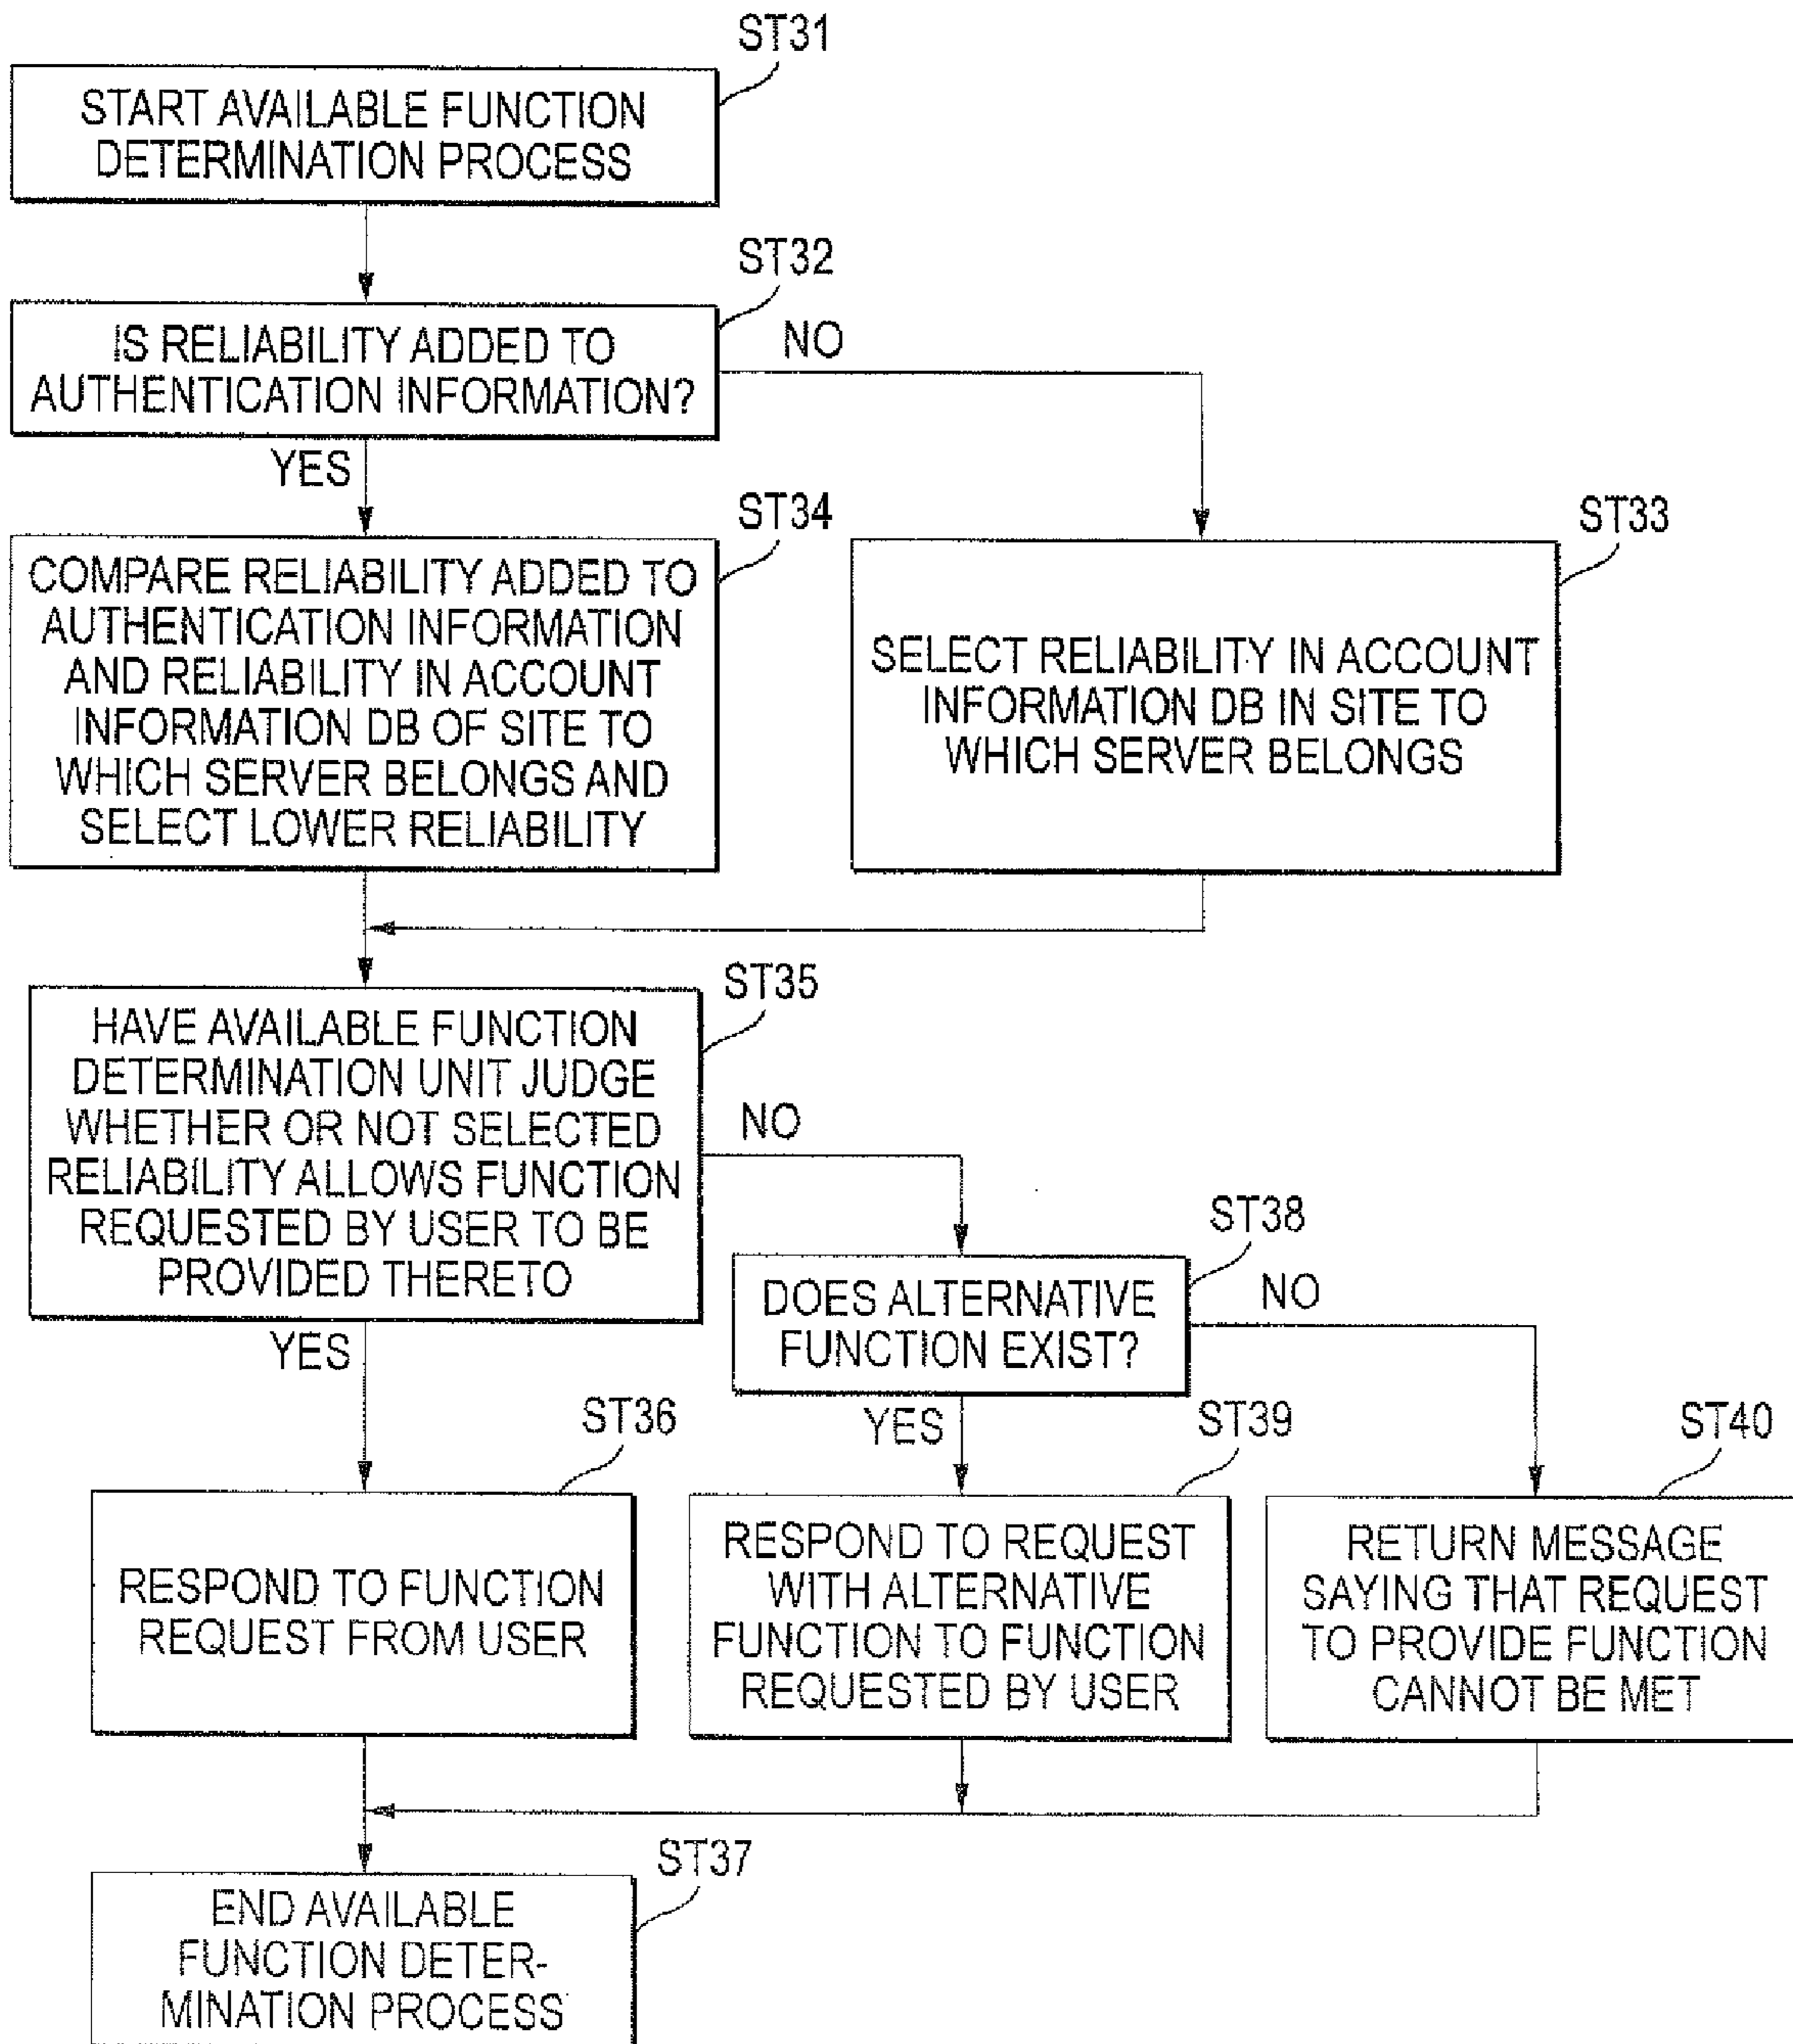 ST31
START AVAILABLE FUNCTION
DETERMINATION PROCESS
ST32
IS RELIABILITY ADDED TO
AUTHENTICATION INFORMATION?
NO
YES
ST34
COMPARE RELIABILITY ADDED TO
AUTHENTICATION INFORMATION
AND RELIABILITY IN ACCOUNT
INFORMATION DB OF SITE TO
WHICH SERVER BELONGS AND
SELECT LOWER RELIABILITY
ST33
SELECT RELIABILITY IN ACCOUNT
INFORMATION DB IN SITE TO
WHICH SERVER BELONGS
ST35
HAVE AVAILABLE FUNCTION
DETERMINATION UNIT JUDGE
WHETHER OR NOT SELECTED
RELIABILITY ALLOWS FUNCTION
REQUESTED BY USER TO BE
PROVIDED THERETO
NO
YES
ST38
DOES ALTERNATIVE
FUNCTION EXIST?
NO
YES
ST36
RESPOND TO FUNCTION
REQUEST FROM USER
ST39
RESPOND TO REQUEST
WITH ALTERNATIVE
FUNCTION TO FUNCTION
REQUESTED BY USER
ST40
RETURN MESSAGE
SAYING THAT REQUEST
TO PROVIDE FUNCTION
CANNOT BE MET
ST37
END AVAILABLE
FUNCTION DETER-
MINATION PROCESS